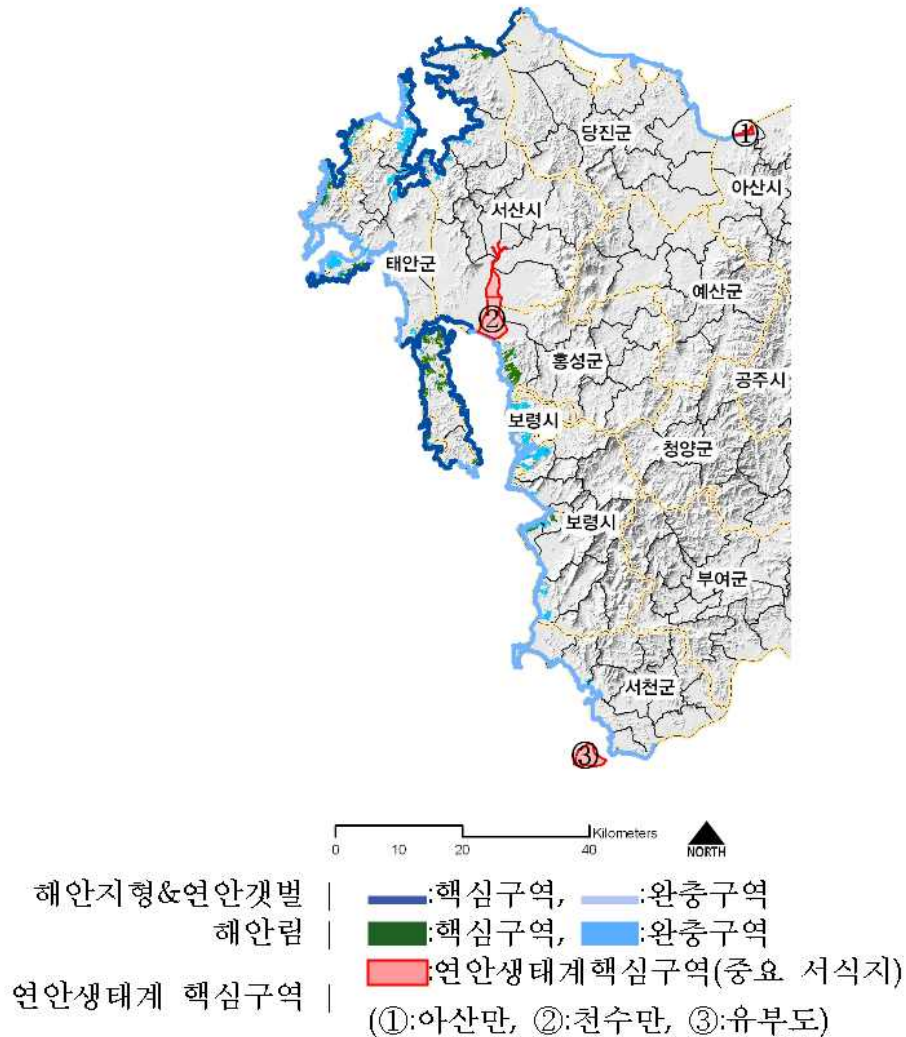 당진군
①
아산시
서산시
태안군
예산군
②
홍성군
공주시
보령시
청양군
보령시
부여군
서천군
③
Kilometers
0 10 20 40
NORTH
해안지형&연안갯벌 | :핵심구역, :완충구역
해안림 | :핵심구역, :완충구역
연안생태계 핵심구역 | :연안생태계핵심구역(중요 서식지)
(①:아산만, ②:천수만, ③:유부도)